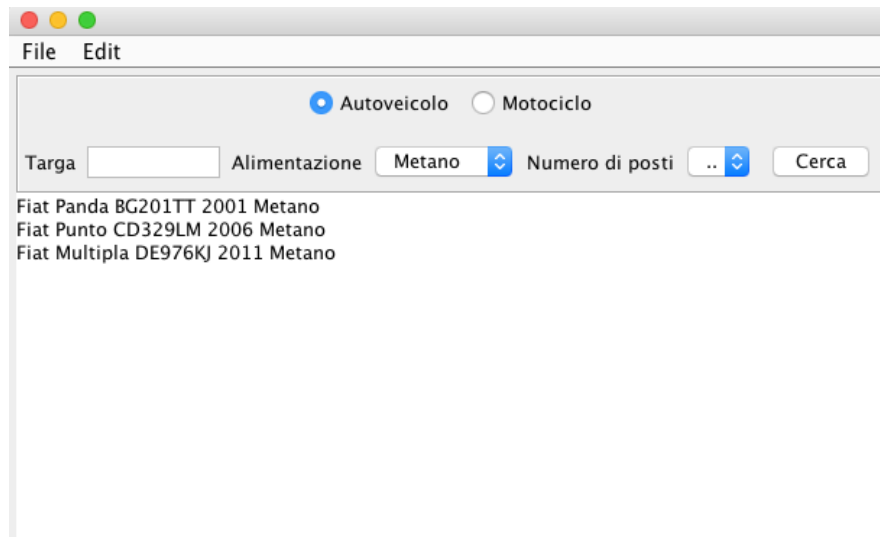 File Edit
Autoveicolo Motociclo
Targa Alimentazione Metano Numero di posti .. Cerca
Fiat Panda BG201TT 2001 Metano
Fiat Punto CD329LM 2006 Metano
Fiat Multipla DE976KJ 2011 Metano